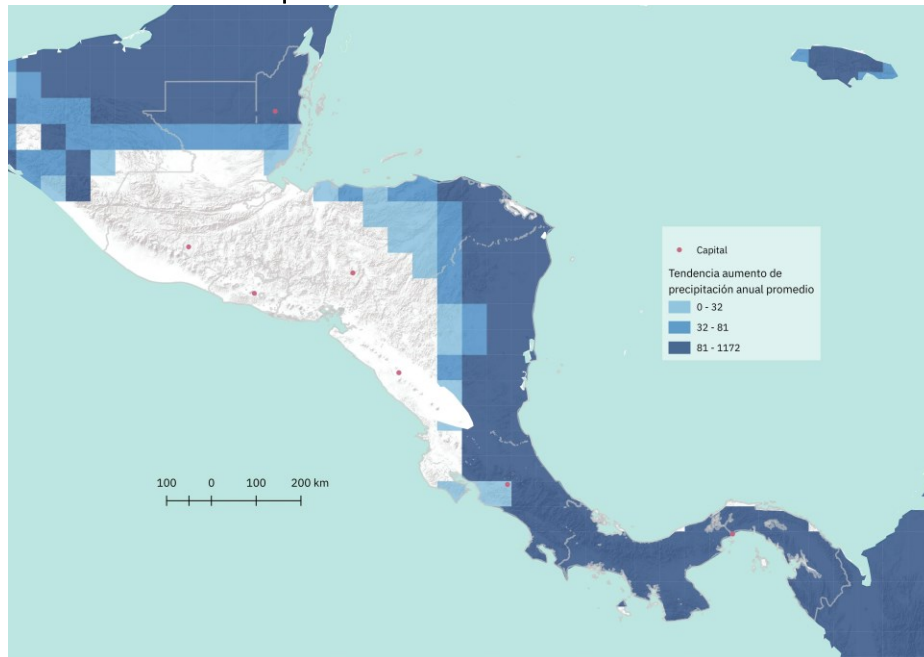 Capital
Tendencia aumento de
precipitación anual promedio
0 - 32
32 - 81
81 - 1172
100 0 100 200 km